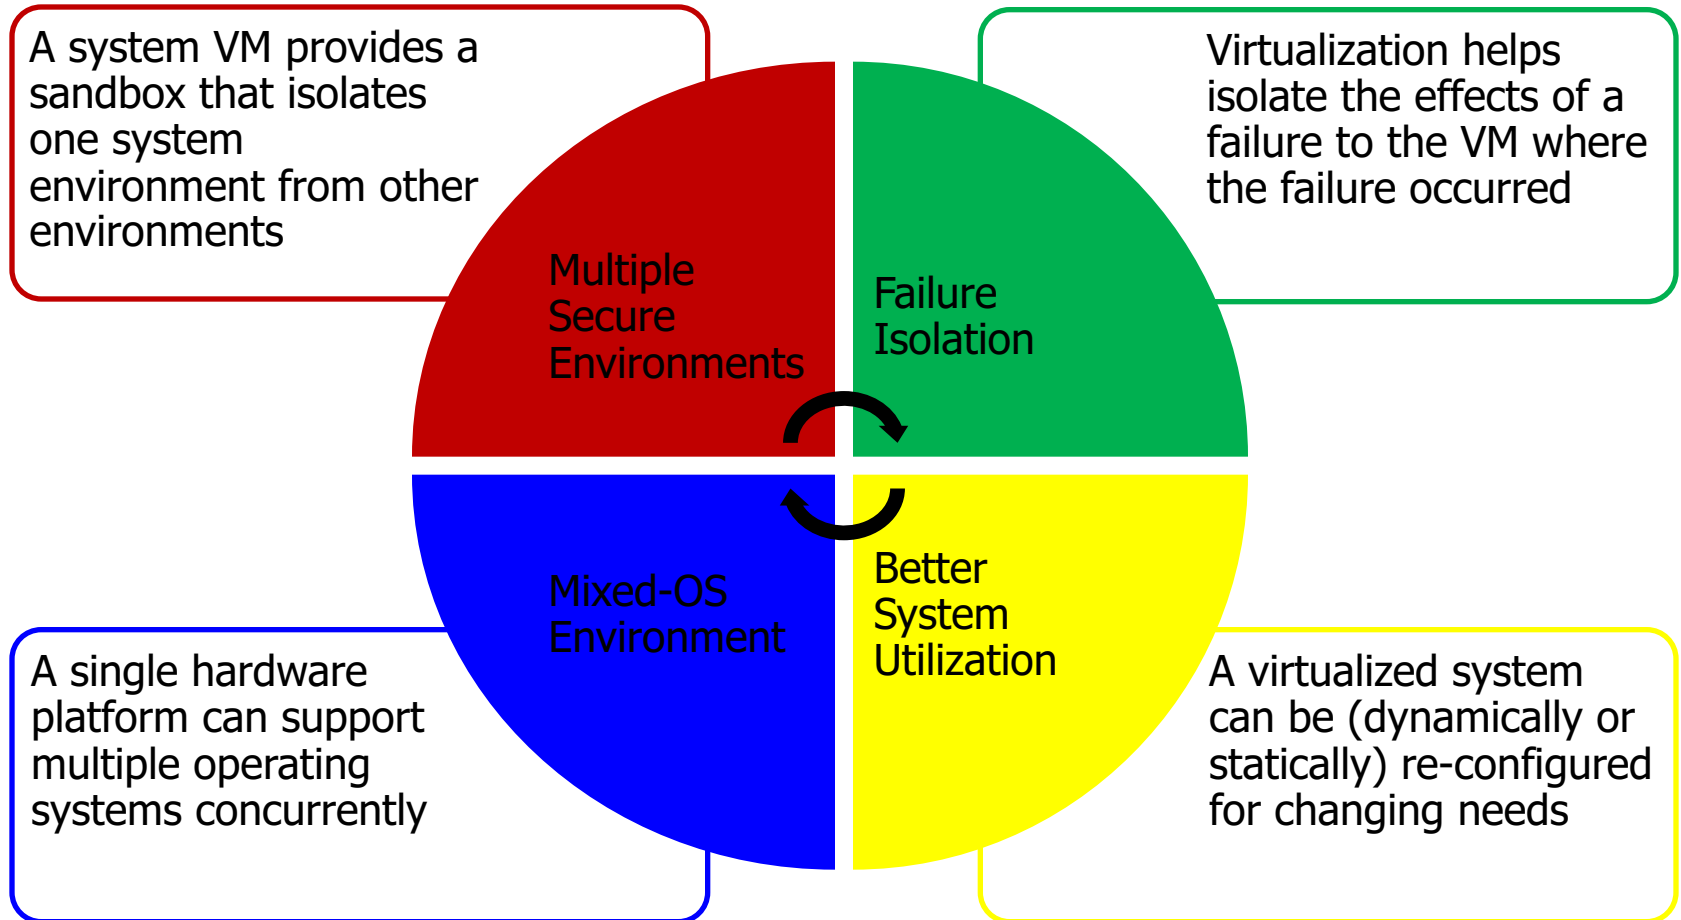 A system VM provides a
sandbox that isolates
one system
environment from other
environments
Virtualization helps
isolate the effects of a
failure to the VM where
the failure occurred
Multiple
Secure
Environments
Failure
Isolation
Mixed-OS
Environment
Better
System
Utilization
A single hardware
platform can support
multiple operating
systems concurrently
A virtualized system
can be (dynamically or
statically) re-configured
for changing needs